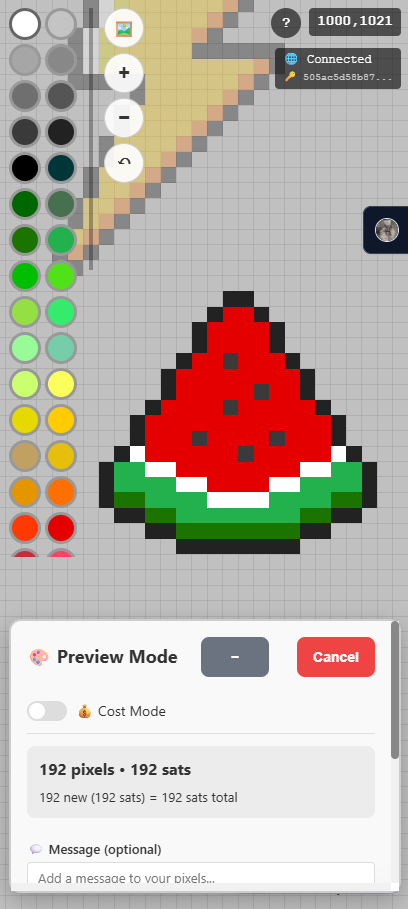 ?
1000,1021
🌐 Connected
🔑 505ac5d58b87...
+
−
🎨 Preview Mode
−
Cancel
💰 Cost Mode
192 pixels • 192 sats
192 new (192 sats) = 192 sats total
💬 Message (optional)
Add a message to your pixels...